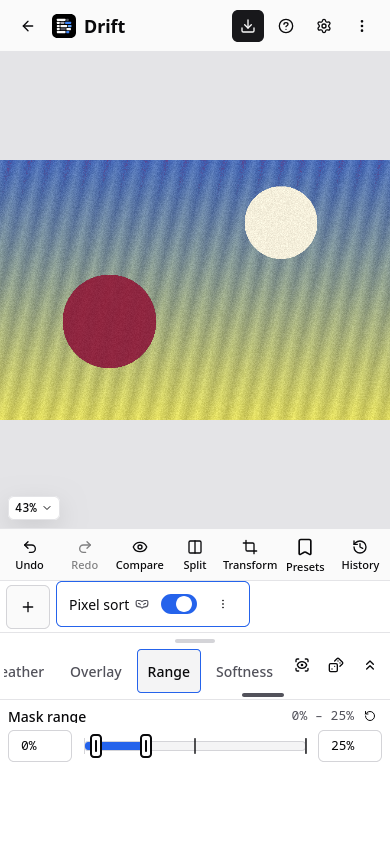 Drift
43%
Undo
Redo
Compare
Split
Transform
Presets
History
Pixel sort
eather
Overlay
Range
Softness
Mask range
0% – 25%
0%
25%